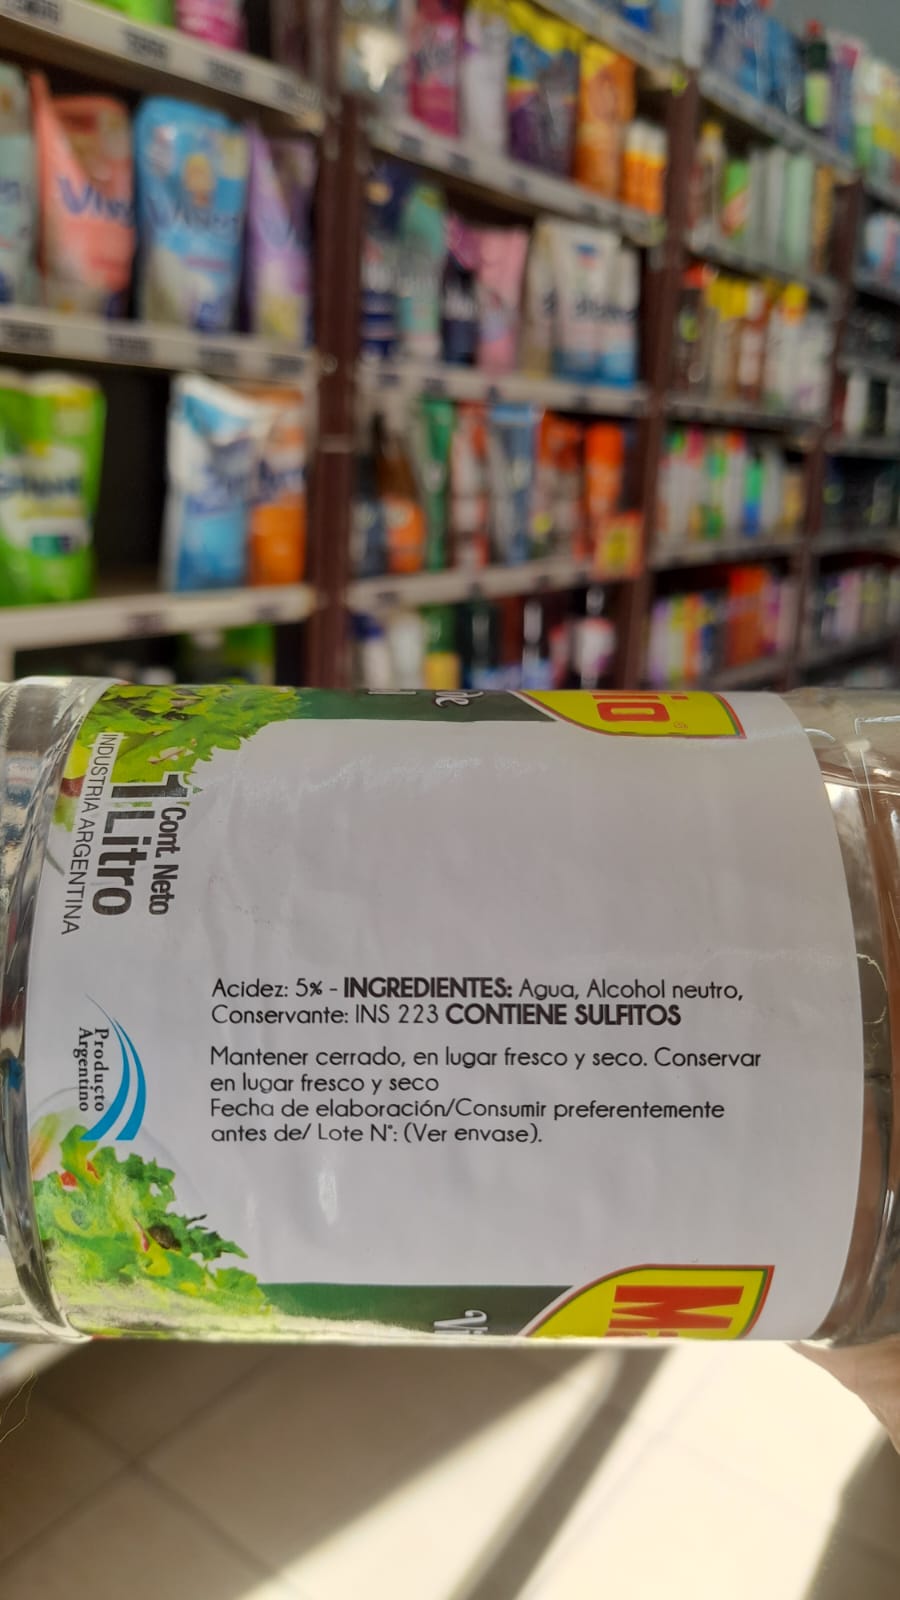 Acidez: 5% - INGREDIENTES: Agua, Alcohol neutro,
Conservante: INS 223 CONTIENE SULFITOS
Mantener cerrado, en lugar fresco y seco. Conservar
en lugar fresco y seco
Fecha de elaboración/Consumir preferentemente
antes de/ Lote N°: (Ver envase).
Cont. Neto
1 Litro
INDUSTRIA ARGENTINA
Producto
Argentino